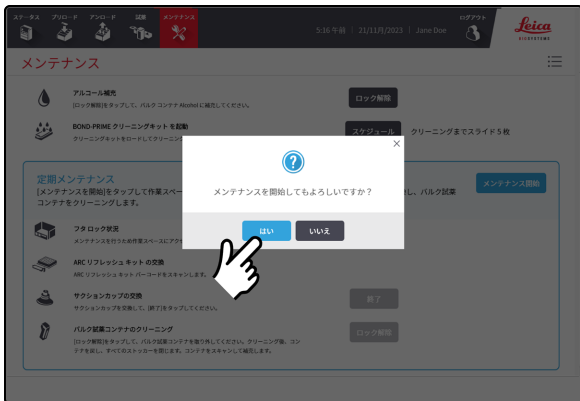 ステータス プリロード プロトコール 試薬 メンテナンス
5:16 午前 | 21/11月/2023 | Jane Doe ログアウト Leica BIOSYSTEMS
メンテナンス
アルコール補充
[ロック解除]をタップして、バルク コンテナ Alcohol に補充してください。
ロック解除
BOND-PRIME クリーニングキット を起動
クリーニングキットをロードしてクリーニン
スケジュール クリーニングまでスライド 5 枚
メンテナンスを開始してもよろしいですか？
はい いいえ
定期メンテナンス
[メンテナンスを開始]をタップして作業スペー
し、バルク試薬
コンテナをクリーニングします。
メンテナンス開始
フタ ロック状況
メンテナンスを行うため作業スペースにアクセ
ARC リフレッシュ キット の交換
ARC リフレッシュ キット バーコードをスキャンします。
サクションカップの交換
サクションカップを交換して、[終了]をタップしてください。
終了
バルク試薬コンテナのクリーニング
[ロック解除]をタップして、バルク試薬コンテナを取り外してください。クリーニング後、コン
テナを戻し、すべてのストッカーを閉じます。コンテナをスキャンして補充します。
ロック解除